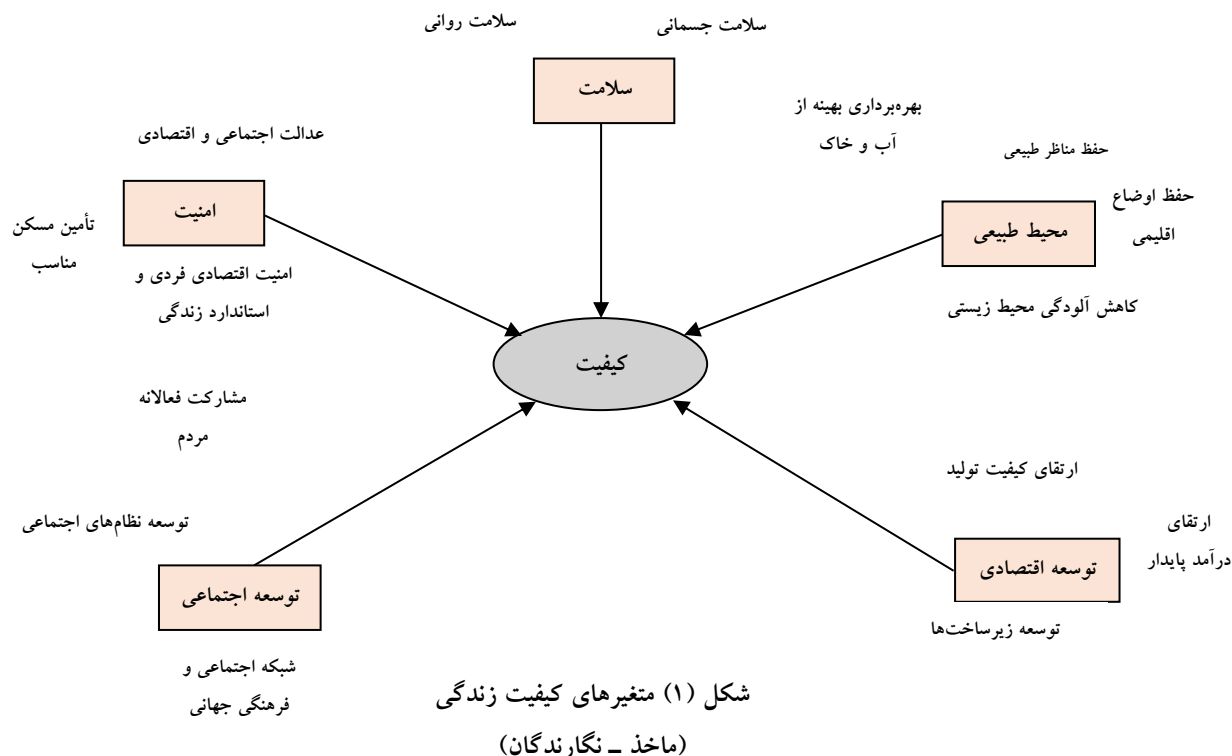 سلامت جسمانی
سلامت روانی
سلامت
بهره‌برداری بهینه از
آب و خاک
حفظ مناظر طبیعی
حفظ اوضاع
اقلیمی
محیط طبیعی
کاهش آلودگی محیط زیستی
عدالت اجتماعی و اقتصادی
امنیت
تأمین مسکن
مناسب
امنیت اقتصادی فردی و
استاندارد زندگی
کیفیت
مشارکت فعالانه
مردم
توسعه نظام‌های اجتماعی
توسعه اجتماعی
شبکه اجتماعی و
فرهنگی جهانی
ارتقای کیفیت تولید
ارتقای
درآمد پایدار
توسعه اقتصادی
توسعه زیرساخت‌ها
شکل (۱) متغیرهای کیفیت زندگی
(ماخذ ــ نگارندگان)